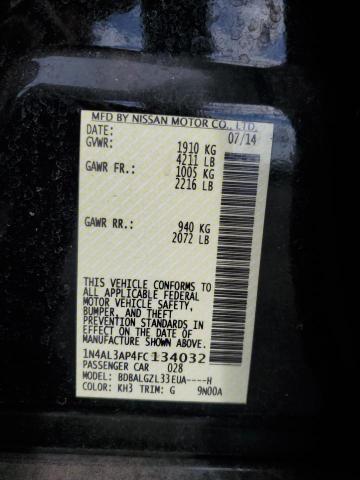 MFD BY NISSAN MOTOR CO., LTD.
DATE: 07/14
GVWR: 1910 KG
4211 LB
GAWR FR.: 1005 KG
2216 LB
GAWR RR.: 940 KG
2072 LB
THIS VEHICLE CONFORMS TO
ALL APPLICABLE FEDERAL
MOTOR VEHICLE SAFETY,
BUMPER, AND THEFT
PREVENTION STANDARDS
IN EFFECT ON THE DATE OF
MANUFACTURE SHOWN ABOVE.
1N4AL3AP4FC134032
PASSENGER CAR 028
MODEL: BDBALGZL33EUA----H
COLOR: KH3 TRIM: G 9N00A